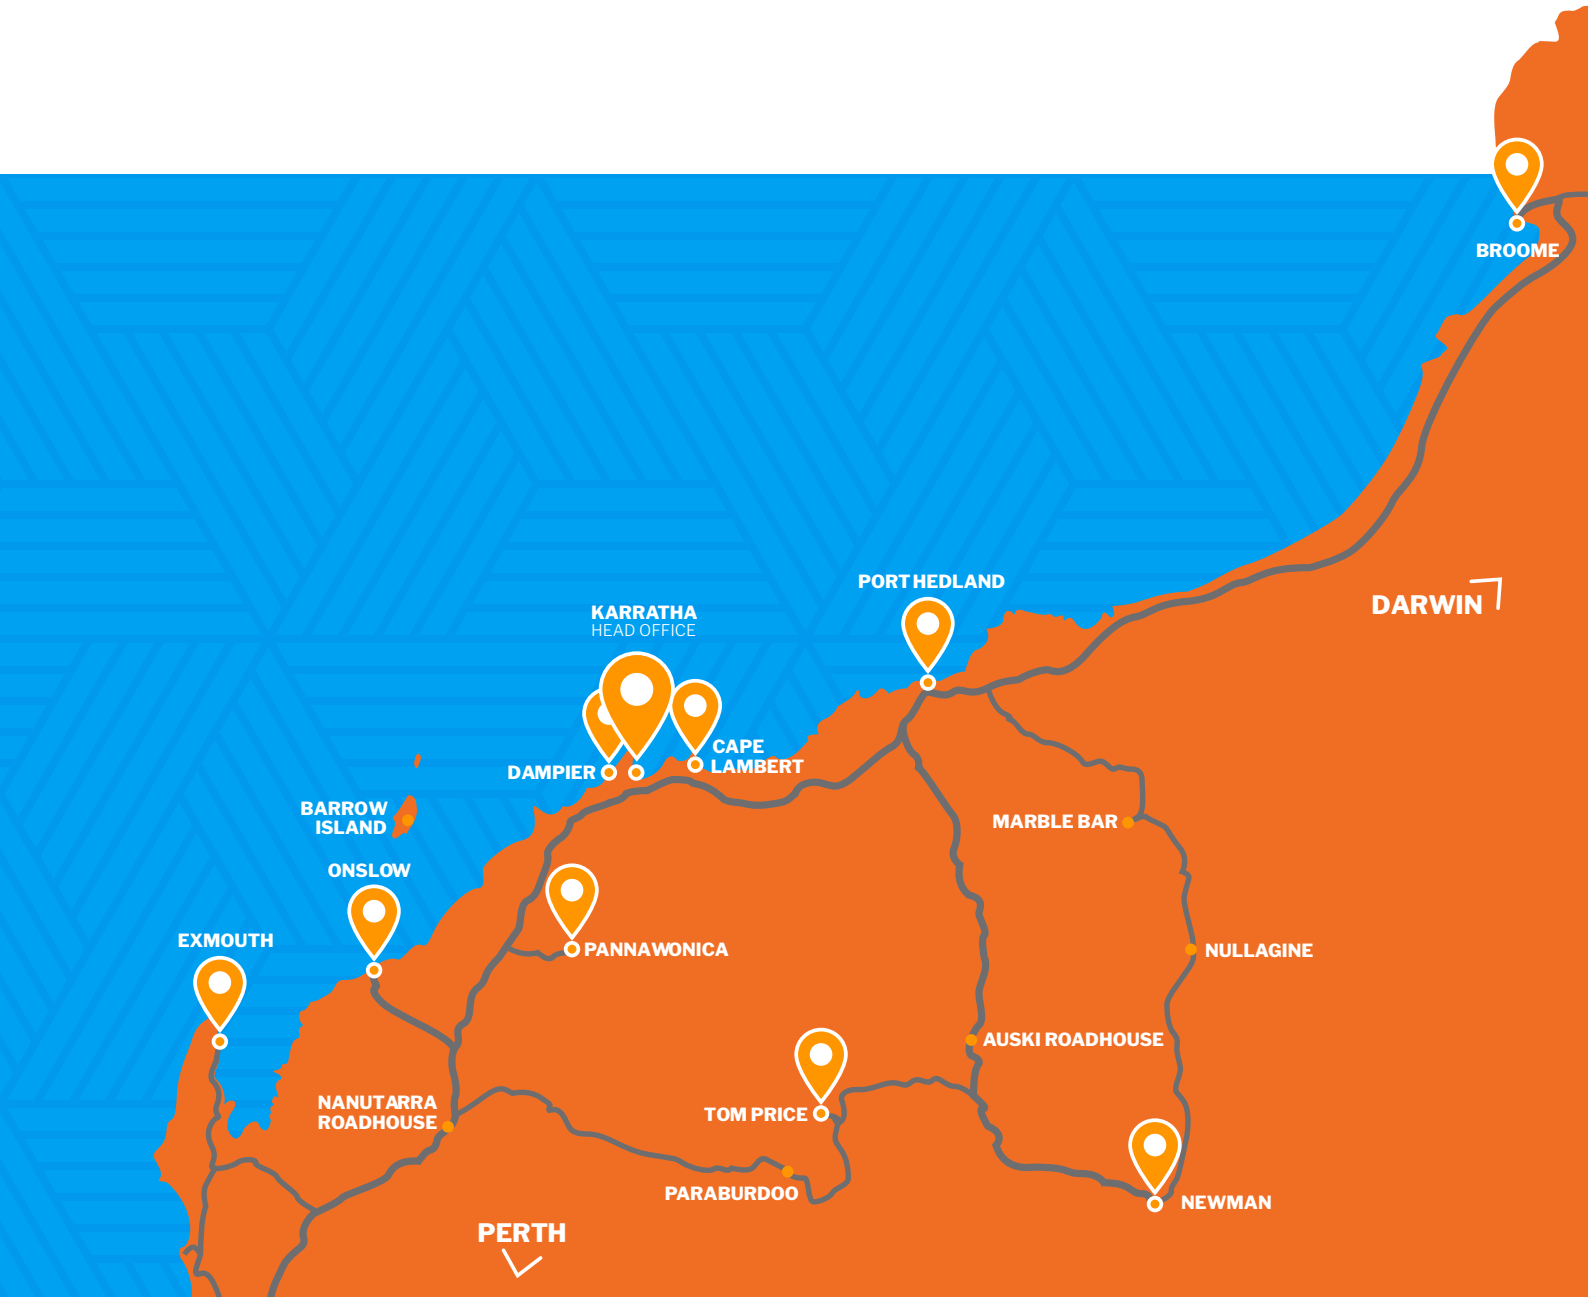 BROOME
PORT HEDLAND
DARWIN
KARRATHA
HEAD OFFICE
CAPE
LAMBERT
DAMPIER
BARROW
ISLAND
MARBLE BAR
ONSLOW
EXMOUTH
PANNAWONICA
NULLAGINE
AUSKI ROADHOUSE
NANUTARRA
ROADHOUSE
TOM PRICE
PARABURDOO
NEWMAN
PERTH